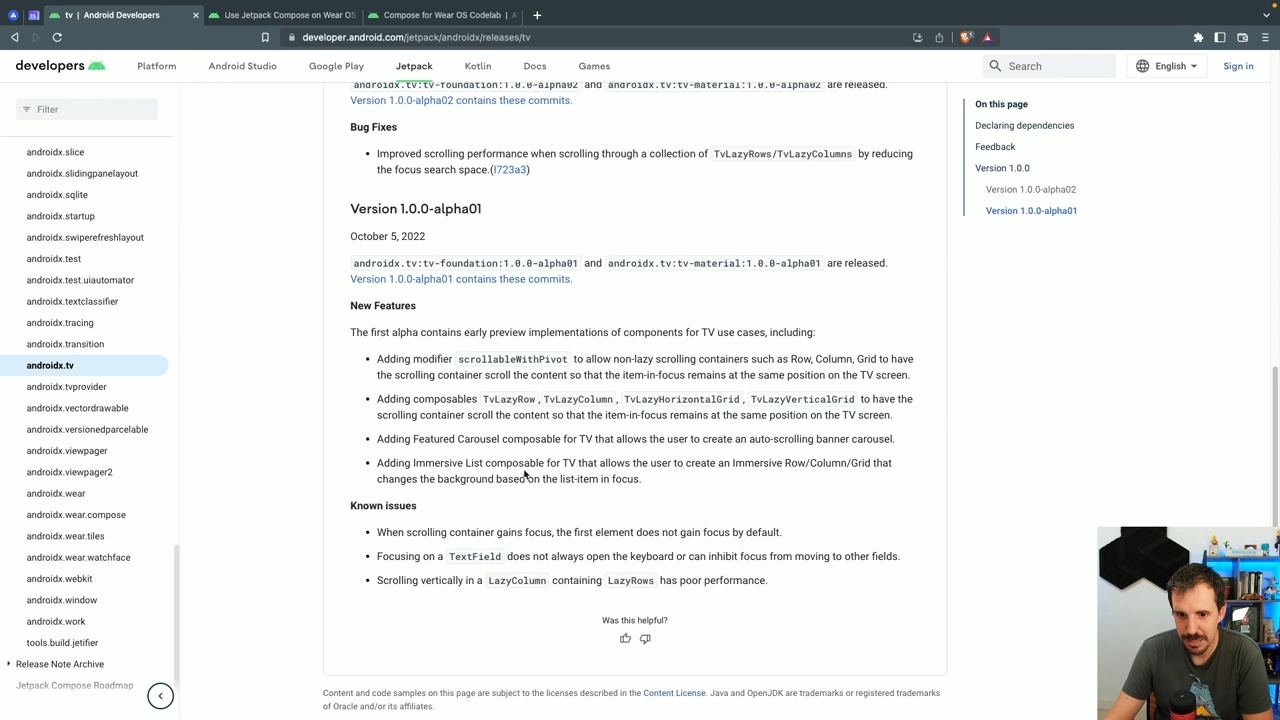 tv | Android Developers
Use Jetpack Compose on Wear OS
Compose for Wear OS Codelab | A
developer.android.com/jetpack/androidx/releases/tv
developers
Platform
Android Studio
Google Play
Jetpack
Kotlin
Docs
Games
Search
English
Sign in
Filter
androidx.slice
androidx.slidingpanelayout
androidx.sqlite
androidx.startup
androidx.swiperefreshlayout
androidx.test
androidx.test.uiautomator
androidx.textclassifier
androidx.tracing
androidx.transition
androidx.tv
androidx.tvprovider
androidx.vectordrawable
androidx.versionedparcelable
androidx.viewpager
androidx.viewpager2
androidx.wear
androidx.wear.compose
androidx.wear.tiles
androidx.wear.watchface
androidx.webkit
androidx.window
androidx.work
tools.build.jetifier
Release Note Archive
Jetpack Compose Roadmap
androidx.tv:tv-foundation:1.0.0-alpha02 and androidx.tv:tv-material:1.0.0-alpha02 are released.
Version 1.0.0-alpha02 contains these commits.
Bug Fixes
• Improved scrolling performance when scrolling through a collection of TvLazyRows/TvLazyColumns by reducing
the focus search space.(I723a3)
Version 1.0.0-alpha01
October 5, 2022
androidx.tv:tv-foundation:1.0.0-alpha01 and androidx.tv:tv-material:1.0.0-alpha01 are released.
Version 1.0.0-alpha01 contains these commits.
New Features
The first alpha contains early preview implementations of components for TV use cases, including:
• Adding modifier scrollableWithPivot to allow non-lazy scrolling containers such as Row, Column, Grid to have
the scrolling container scroll the content so that the item-in-focus remains at the same position on the TV screen.
• Adding composables TvLazyRow, TvLazyColumn, TvLazyHorizontalGrid, TvLazyVerticalGrid to have the
scrolling container scroll the content so that the item-in-focus remains at the same position on the TV screen.
• Adding Featured Carousel composable for TV that allows the user to create an auto-scrolling banner carousel.
• Adding Immersive List composable for TV that allows the user to create an Immersive Row/Column/Grid that
changes the background based on the list-item in focus.
Known issues
• When scrolling container gains focus, the first element does not gain focus by default.
• Focusing on a TextField does not always open the keyboard or can inhibit focus from moving to other fields.
• Scrolling vertically in a LazyColumn containing LazyRows has poor performance.
Was this helpful?
Content and code samples on this page are subject to the licenses described in the Content License. Java and OpenJDK are trademarks or registered trademarks
of Oracle and/or its affiliates.
On this page
Declaring dependencies
Feedback
Version 1.0.0
Version 1.0.0-alpha02
Version 1.0.0-alpha01